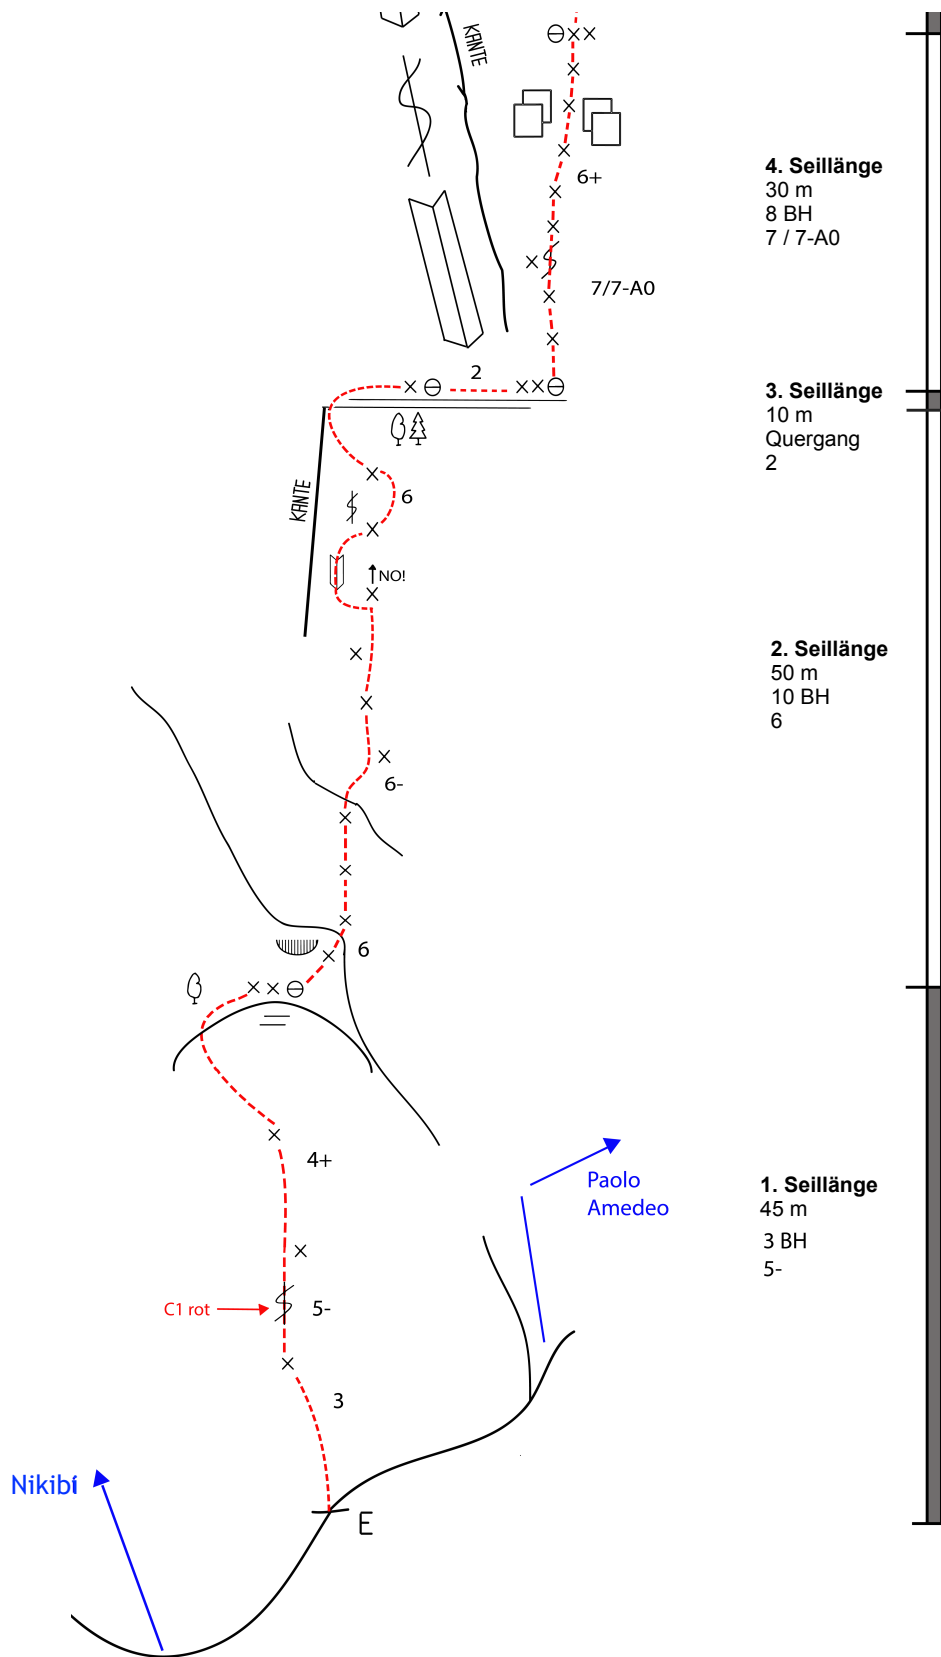 KANTE
6+
4. Seillänge
30 m
8 BH
7 / 7-A0
7/7-A0
2
3. Seillänge
10 m
Quergang
2
KANTE
6
NO!
2. Seillänge
50 m
10 BH
6
6-
6
4+
Paolo
Amedeo
1. Seillänge
45 m
3 BH
5-
C1 rot
5-
3
Nikibi
E